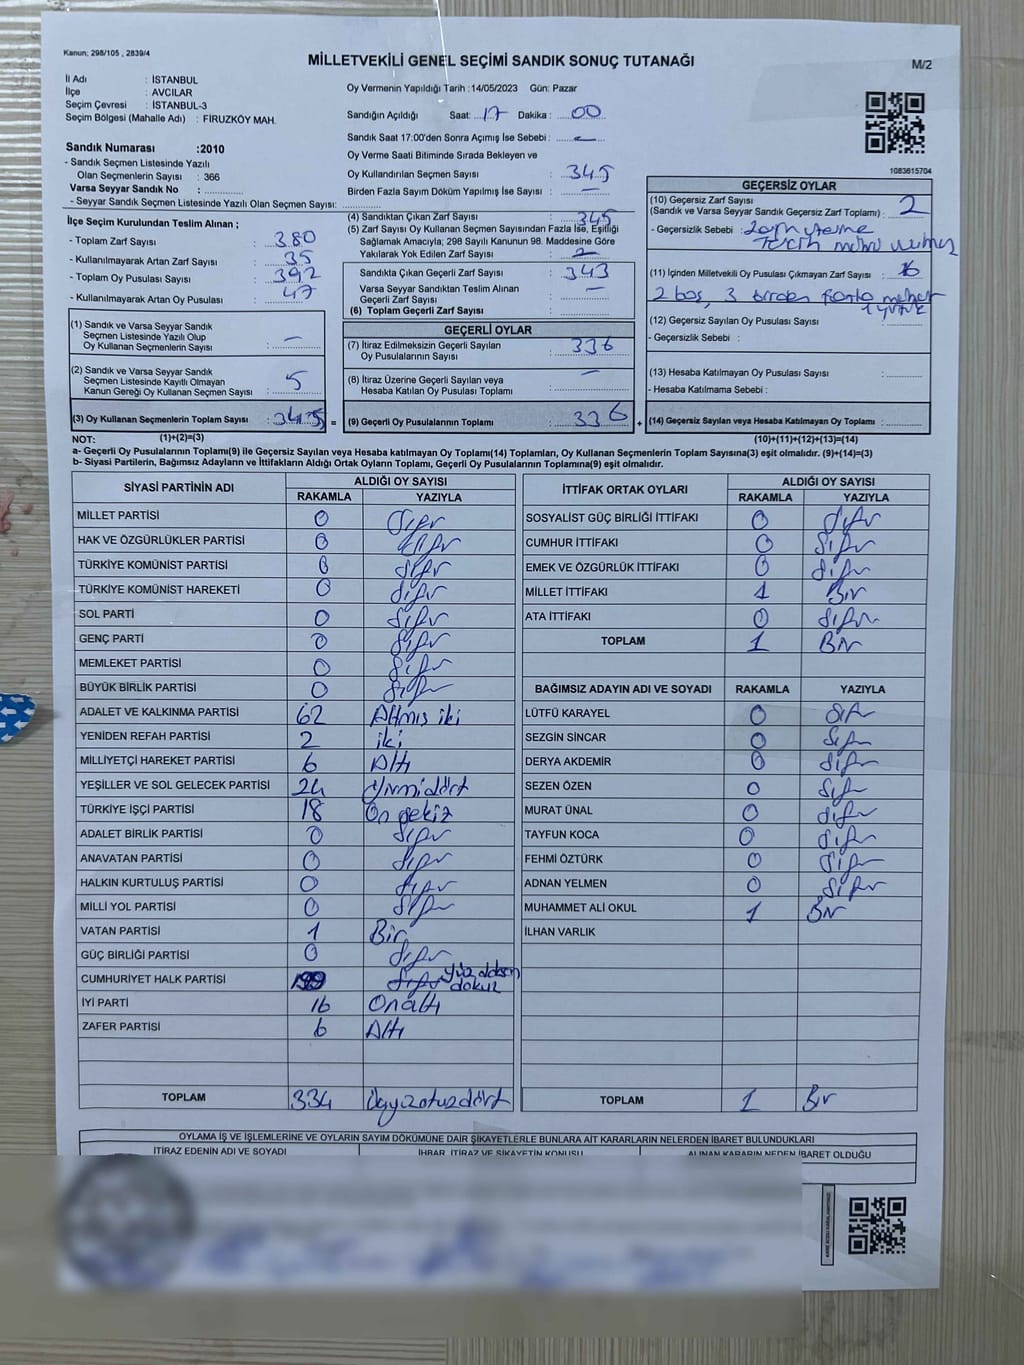 Kanun: 298/105 , 2839/4
MİLLETVEKİLİ GENEL SEÇİMİ SANDIK SONUÇ TUTANAĞI
M/2
İl Adı : İSTANBUL
İlçe : AVCILAR
Seçim Çevresi : İSTANBUL-3
Seçim Bölgesi (Mahalle Adı) : FİRUZKÖY MAH.
Sandık Numarası :2010
- Sandık Seçmen Listesinde Yazılı
Olan Seçmenlerin Sayısı : 366
Varsa Seyyar Sandık No :
- Seyyar Sandık Seçmen Listesinde Yazılı Olan Seçmen Sayısı:
Oy Vermenin Yapıldığı Tarih :14/05/2023 Gün: Pazar
Sandığın Açıldığı Saat: 17 Dakika : 00
Sandık Saat 17:00'den Sonra Açımış İse Sebebi : –
Oy Verme Saati Bitiminde Sırada Bekleyen ve
Oy Kullandırılan Seçmen Sayısı : 345
Birden Fazla Sayım Döküm Yapılmış İse Sayısı : –
1083615704
İlçe Seçim Kurulundan Teslim Alınan ;
- Toplam Zarf Sayısı : 380
- Kullanılmayarak Artan Zarf Sayısı : 35
- Toplam Oy Pusulası Sayısı : 392
- Kullanılmayarak Artan Oy Pusulası : 47
(1) Sandık ve Varsa Seyyar Sandık
Seçmen Listesinde Yazılı Olup
Oy Kullanan Seçmenlerin Sayısı : –
(2) Sandık ve Varsa Seyyar Sandık
Seçmen Listesinde Kayıtlı Olmayan
Kanun Gereği Oy Kullanan Seçmen Sayısı : 5
(3) Oy Kullanan Seçmenlerin Toplam Sayısı : 345 =
(4) Sandıktan Çıkan Zarf Sayısı : 345
(5) Zarf Sayısı Oy Kullanan Seçmen Sayısından Fazla İse, Eşitliği
Sağlamak Amacıyla; 298 Sayılı Kanunun 98. Maddesine Göre
Yakılarak Yok Edilen Zarf Sayısı : 2
Sandıkta Çıkan Geçerli Zarf Sayısı : 343
Varsa Seyyar Sandıktan Teslim Alınan
Geçerli Zarf Sayısı : –
(6) Toplam Geçerli Zarf Sayısı :
GEÇERLİ OYLAR
(7) İtiraz Edilmeksizin Geçerli Sayılan
Oy Pusulalarının Sayısı : 336
(8) İtiraz Üzerine Geçerli Sayılan veya
Hesaba Katılan Oy Pusulası Toplamı : –
(9) Geçerli Oy Pusulalarının Toplamı : 336 +
GEÇERSİZ OYLAR
(10) Geçersiz Zarf Sayısı
(Sandık ve Varsa Seyyar Sandık Geçersiz Zarf Toplamı) : 2
- Geçersizlik Sebebi :
(11) İçinden Milletvekili Oy Pusulası Çıkmayan Zarf Sayısı : 6
2 boş, 3 birden fazla mühür
1 yırtık
(12) Geçersiz Sayılan Oy Pusulası Sayısı :
- Geçersizlik Sebebi :
(13) Hesaba Katılmayan Oy Pusulası Sayısı :
- Hesaba Katılmama Sebebi :
(14) Geçersiz Sayılan veya Hesaba Katılmayan Oy Toplamı :
NOT: (1)+(2)=(3) (10)+(11)+(12)+(13)=(14)
a- Geçerli Oy Pusulalarının Toplamı(9) ile Geçersiz Sayılan veya Hesaba katılmayan Oy Toplamı(14) Toplamları, Oy Kullanan Seçmenlerin Toplam Sayısına(3) eşit olmalıdır. (9)+(14)=(3)
b- Siyasi Partilerin, Bağımsız Adayların ve İttifakların Aldığı Ortak Oyların Toplamı, Geçerli Oy Pusulalarının Toplamına(9) eşit olmalıdır.
SİYASİ PARTİNİN ADI ALDIĞI OY SAYISI
RAKAMLA YAZIYLA
MİLLET PARTİSİ 0 Sıfır
HAK VE ÖZGÜRLÜKLER PARTİSİ 0 Sıfır
TÜRKİYE KOMÜNİST PARTİSİ 0 Sıfır
TÜRKİYE KOMÜNİST HAREKETİ 0 Sıfır
SOL PARTİ 0 Sıfır
GENÇ PARTİ 0 Sıfır
MEMLEKET PARTİSİ 0 Sıfır
BÜYÜK BİRLİK PARTİSİ 0 Sıfır
ADALET VE KALKINMA PARTİSİ 62 Altmış iki
YENİDEN REFAH PARTİSİ 2 iki
MİLLİYETÇİ HAREKET PARTİSİ 6 Altı
YEŞİLLER VE SOL GELECEK PARTİSİ 24 Yirmidört
TÜRKİYE İŞÇİ PARTİSİ 18 On sekiz
ADALET BİRLİK PARTİSİ 0 Sıfır
ANAVATAN PARTİSİ 0 Sıfır
HALKIN KURTULUŞ PARTİSİ 0 Sıfır
MİLLİ YOL PARTİSİ 0 Sıfır
VATAN PARTİSİ 1 Bir
GÜÇ BİRLİĞİ PARTİSİ 0 Sıfır
CUMHURİYET HALK PARTİSİ 199 Sıfır yüz doksan
dokuz
İYİ PARTİ 16 Onaltı
ZAFER PARTİSİ 6 Altı
TOPLAM 334 Üçyüzotuzdört
İTTİFAK ORTAK OYLARI ALDIĞI OY SAYISI
RAKAMLA YAZIYLA
SOSYALİST GÜÇ BİRLİĞİ İTTİFAKI 0 Sıfır
CUMHUR İTTİFAKI 0 Sıfır
EMEK VE ÖZGÜRLÜK İTTİFAKI 0 Sıfır
MİLLET İTTİFAKI 1 Bir
ATA İTTİFAKI 0 Sıfır
TOPLAM 1 Bir
BAĞIMSIZ ADAYIN ADI VE SOYADI RAKAMLA YAZIYLA
LÜTFÜ KARAYEL 0 Sıfır
SEZGİN SİNCAR 0 Sıfır
DERYA AKDEMİR 0 Sıfır
SEZEN ÖZEN 0 Sıfır
MURAT ÜNAL 0 Sıfır
TAYFUN KOCA 0 Sıfır
FEHMİ ÖZTÜRK 0 Sıfır
ADNAN YELMEN 0 Sıfır
MUHAMMET ALİ OKUL 1 Bir
İLHAN VARLIK
TOPLAM 1 Bir
OYLAMA İŞ VE İŞLEMLERİNE VE OYLARIN SAYIM DÖKÜMÜNE DAİR ŞİKAYETLERLE BUNLARA AİT KARARLARIN NELERDEN İBARET BULUNDUKLARI
İTİRAZ EDENİN ADI VE SOYADI İHBAR, İTİRAZ VE ŞİKAYETİN KONUSU ALINAN KARARIN NEDEN İBARET OLDUĞU